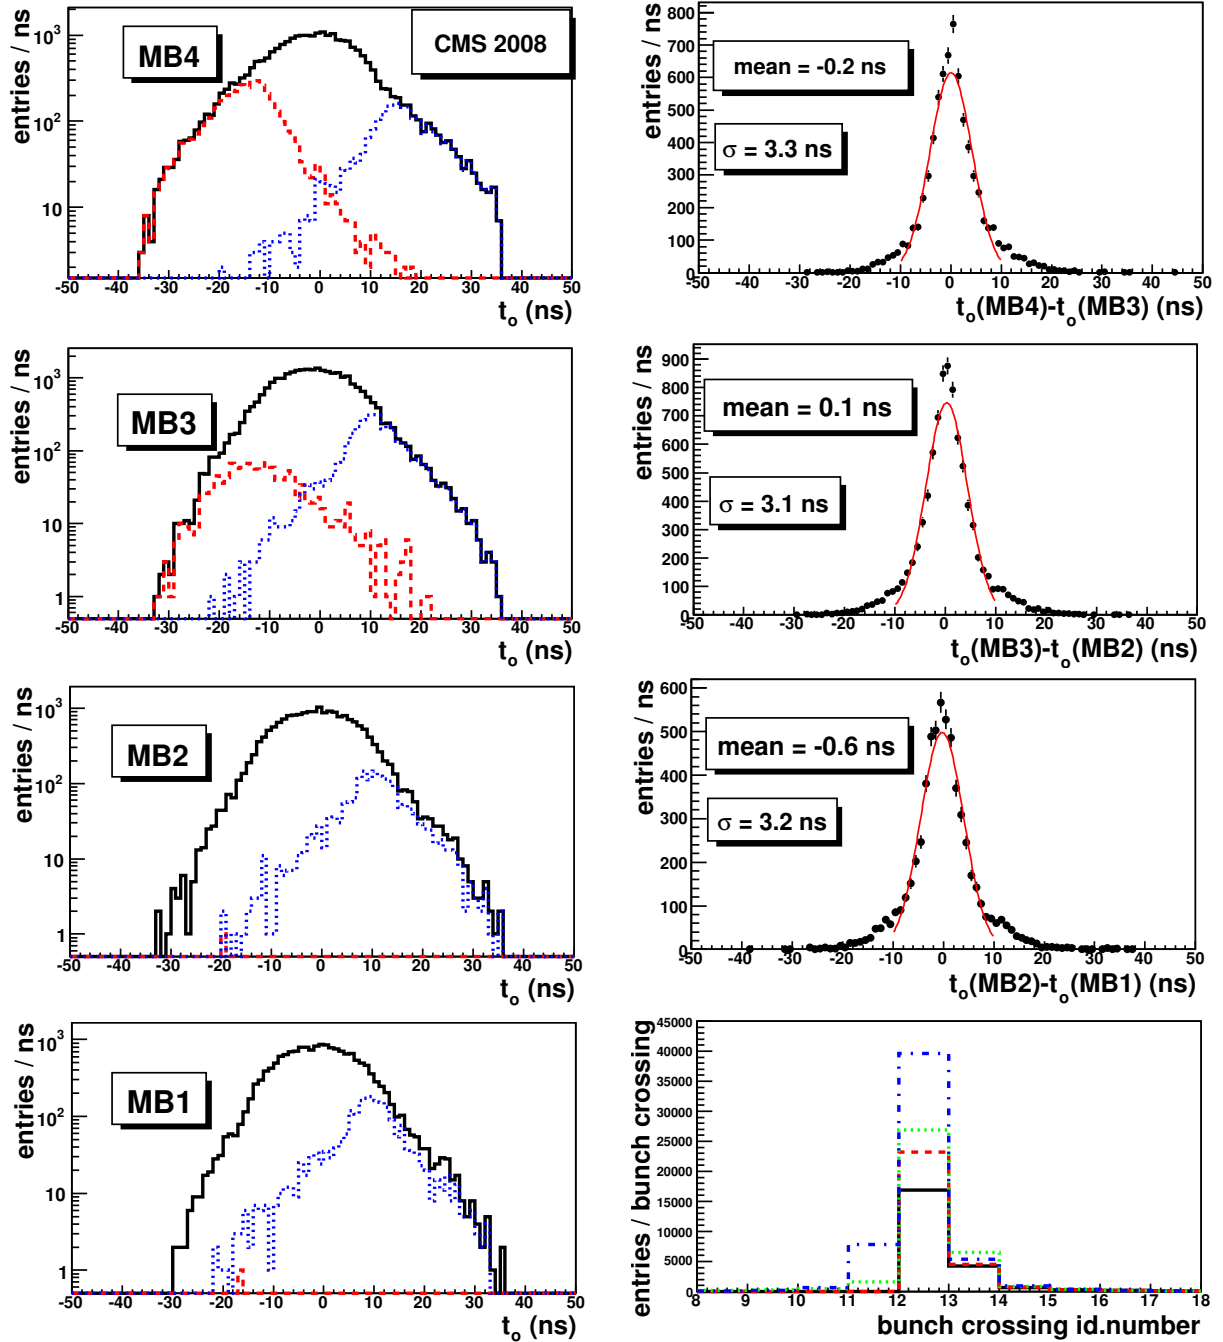 entries / ns
10³
10²
10
MB4
CMS 2008
-50 -40 -30 -20 -10 0 10 20 30 40 50
t₀ (ns)
entries / ns
800
700
600
500
400
300
200
100
0
mean = -0.2 ns
σ = 3.3 ns
-50 -40 -30 -20 -10 0 10 20 30 40 50
t₀(MB4)-t₀(MB3) (ns)
entries / ns
10³
10²
10
1
MB3
-50 -40 -30 -20 -10 0 10 20 30 40 50
t₀ (ns)
entries / ns
900
800
700
600
500
400
300
200
100
0
mean = 0.1 ns
σ = 3.1 ns
-50 -40 -30 -20 -10 0 10 20 30 40 50
t₀(MB3)-t₀(MB2) (ns)
entries / ns
10³
10²
10
1
MB2
-50 -40 -30 -20 -10 0 10 20 30 40 50
t₀ (ns)
entries / ns
600
500
400
300
200
100
0
mean = -0.6 ns
σ = 3.2 ns
-50 -40 -30 -20 -10 0 10 20 30 40 50
t₀(MB2)-t₀(MB1) (ns)
entries / ns
10³
10²
10
1
MB1
-50 -40 -30 -20 -10 0 10 20 30 40 50
t₀ (ns)
entries / bunch crossing
45000
40000
35000
30000
25000
20000
15000
10000
5000
0
8 9 10 11 12 13 14 15 16 17 18
bunch crossing id.number